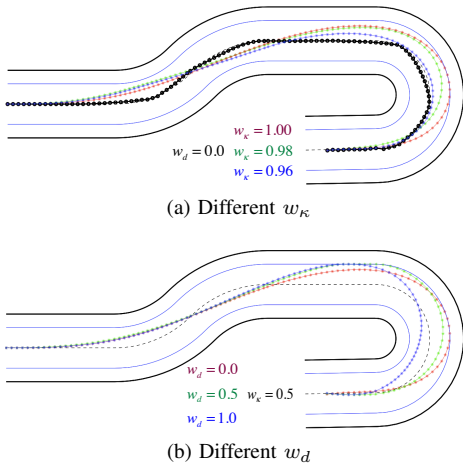 w_κ = 1.00
w_d = 0.0 w_κ = 0.98
w_κ = 0.96
(a) Different w_κ
w_d = 0.0
w_d = 0.5 w_κ = 0.5
w_d = 1.0
(b) Different w_d